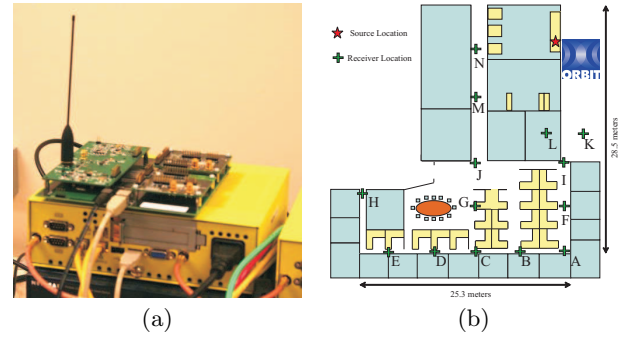 (a)
(b)
Source Location
Receiver Location
ORBIT
N
M
L
K
J
I
H
G
F
E
D
C
B
A
28.5 meters
25.3 meters